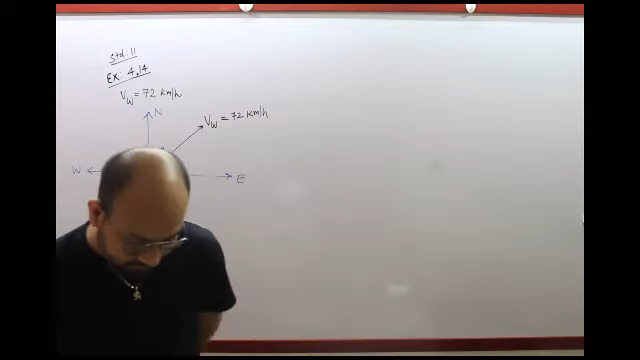 Std: 11
Ex: 4.14
Vw = 72 km/h
N
Vw = 72 km/h
W
E